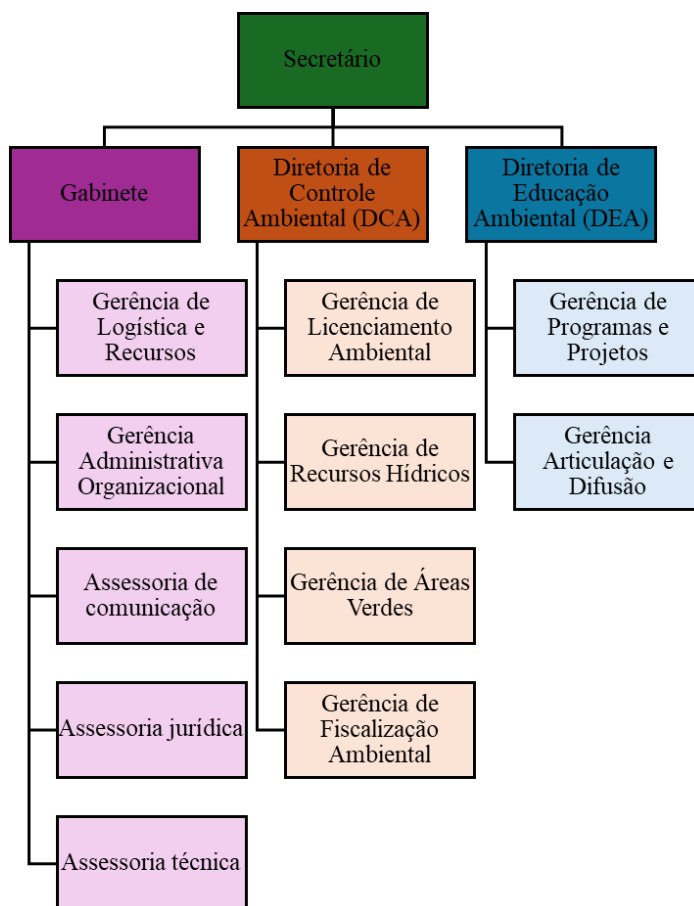 Secretário
Gabinete
Diretoria de
Controle
Ambiental (DCA)
Diretoria de
Educação
Ambiental (DEA)
Gerência de
Logística e
Recursos
Gerência
Administrativa
Organizacional
Assessoria de
comunicação
Assessoria jurídica
Assessoria técnica
Gerência de
Licenciamento
Ambiental
Gerência de
Recursos Hídricos
Gerência de Áreas
Verdes
Gerência de
Fiscalização
Ambiental
Gerência de
Programas e
Projetos
Gerência
Articulação e
Difusão